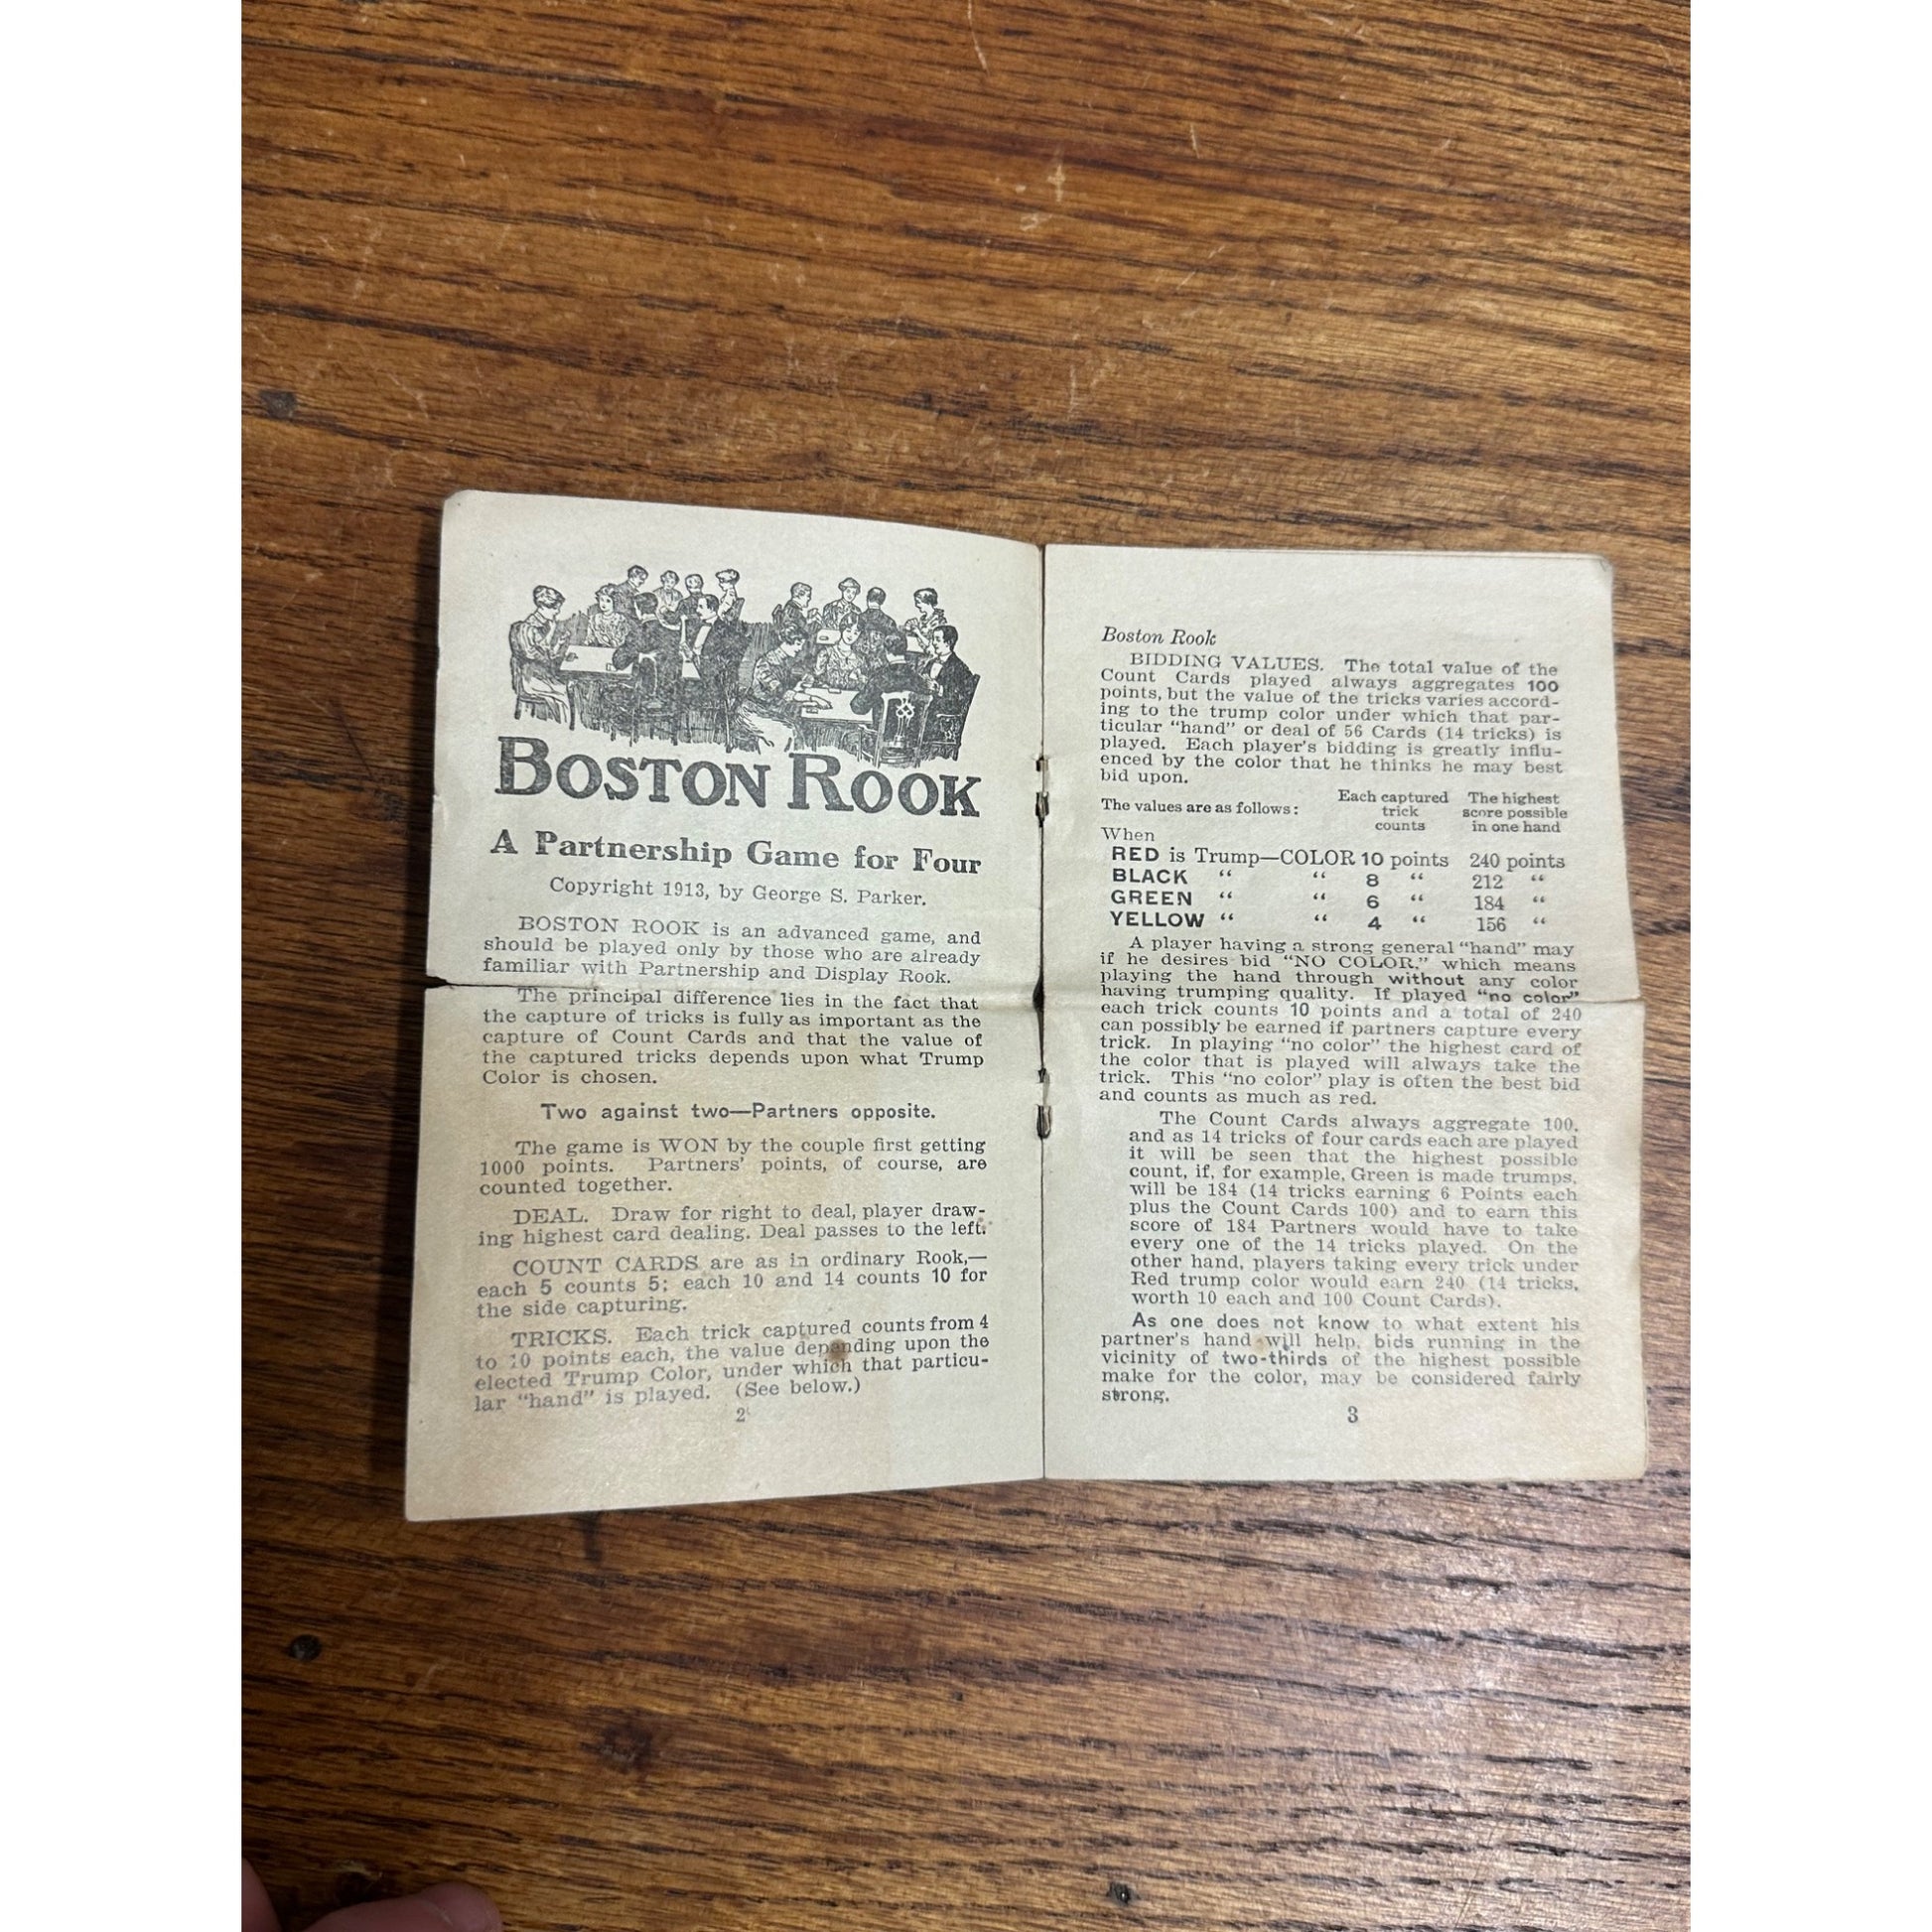 BOSTON ROOK
A Partnership Game for Four
Copyright 1913, by George S. Parker.
BOSTON ROOK is an advanced game, and
should be played only by those who are already
familiar with Partnership and Display Rook.
The principal difference lies in the fact that
the capture of tricks is fully as important as the
capture of Count Cards and that the value of
the captured tricks depends upon what Trump
Color is chosen.
Two against two—Partners opposite.
The game is WON by the couple first getting
1000 points. Partners' points, of course, are
counted together.
DEAL. Draw for right to deal, player draw-
ing highest card dealing. Deal passes to the left.
COUNT CARDS are as in ordinary Rook,—
each 5 counts 5; each 10 and 14 counts 10 for
the side capturing.
TRICKS. Each trick captured counts from 4
to 10 points each, the value depending upon the
elected Trump Color, under which that particu-
lar "hand" is played. (See below.)
2
Boston Rook
BIDDING VALUES. The total value of the
Count Cards played always aggregates 100
points, but the value of the tricks varies accord-
ing to the trump color under which that par-
ticular "hand" or deal of 56 Cards (14 tricks) is
played. Each player's bidding is greatly influ-
enced by the color that he thinks he may best
bid upon.
The values are as follows: Each captured trick counts The highest score possible in one hand
When
RED is Trump—COLOR 10 points 240 points
BLACK " " 8 " 212 "
GREEN " " 6 " 184 "
YELLOW " " 4 " 156 "
A player having a strong general "hand" may
if he desires bid "NO COLOR," which means
playing the hand through without any color
having trumping quality. If played "no color"
each trick counts 10 points and a total of 240
can possibly be earned if partners capture every
trick. In playing "no color" the highest card of
the color that is played will always take the
trick. This "no color" play is often the best bid
and counts as much as red.
The Count Cards always aggregate 100,
and as 14 tricks of four cards each are played
it will be seen that the highest possible
count, if, for example, Green is made trumps,
will be 184 (14 tricks earning 6 Points each
plus the Count Cards 100) and to earn this
score of 184 Partners would have to take
every one of the 14 tricks played. On the
other hand, players taking every trick under
Red trump color would earn 240 (14 tricks,
worth 10 each and 100 Count Cards).
As one does not know to what extent his
partner's hand will help, bids running in the
vicinity of two-thirds of the highest possible
make for the color, may be considered fairly
strong.
3